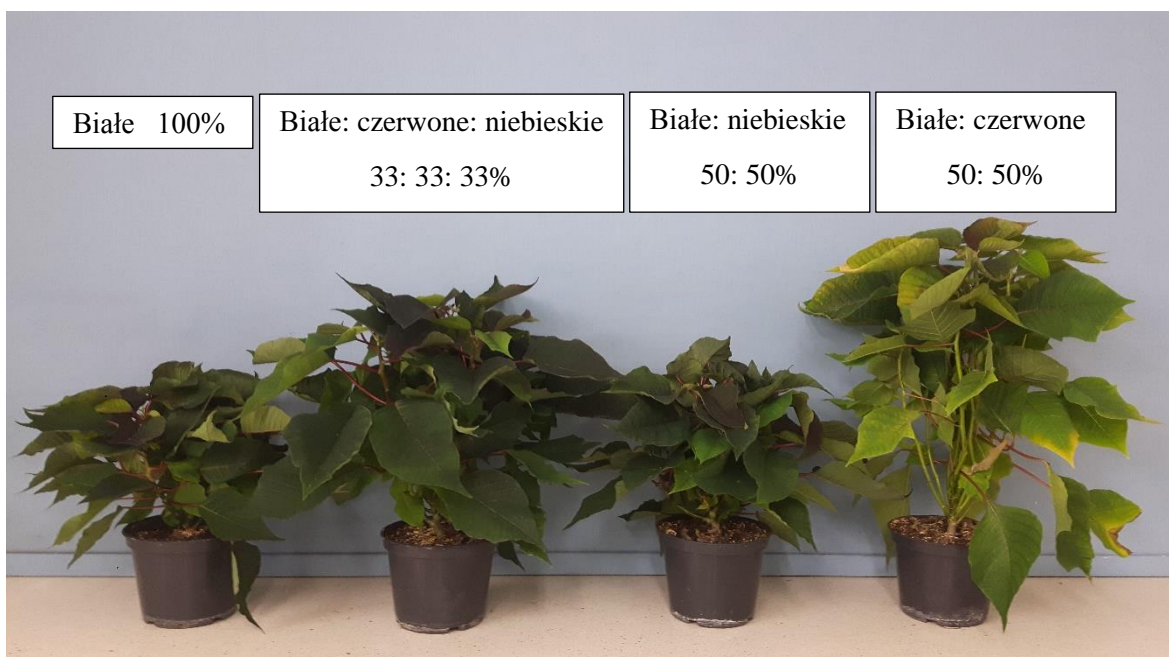 Białe 100%
Białe: czerwone: niebieskie
33: 33: 33%
Białe: niebieskie
50: 50%
Białe: czerwone
50: 50%